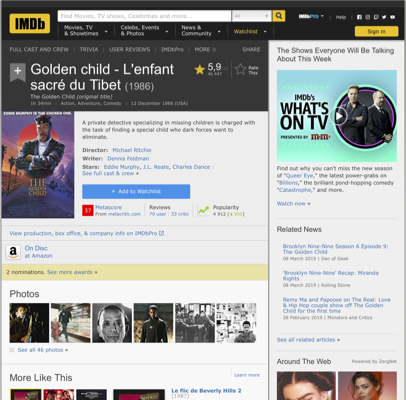 IMDb
Find Movies, TV shows, Celebrities and more...
All
IMDbPro
Help
Movies, TV
& Showtimes
Celebs, Events
& Photos
News &
Community
Watchlist
Sign in
FULL CAST AND CREW
TRIVIA
USER REVIEWS
IMDbPro
MORE
SHARE
Golden child - L'enfant
sacré du Tibet (1986)
The Golden Child (original title)
1h 34min | Action, Adventure, Comedy | 12 December 1986 (USA)
5,9
Rate
This
EDDIE MURPHY IS THE CHOSEN ONE.
THE
GOLDEN
CHILD
A private detective specializing in missing children is charged with
the task of finding a special child who dark forces want to
eliminate.
Director: Michael Ritchie
Writer: Dennis Feldman
Stars: Eddie Murphy, J.L. Reate, Charles Dance |
See full cast & crew »
+ Add to Watchlist
37
Metascore
From metacritic.com
Reviews
79 user | 33 critic
Popularity
View production, box office, & company info on IMDbPro
a
On Disc
at Amazon
2 nominations. See more awards »
Photos
See all 46 photos »
More Like This
Learn more
Le flic de Beverly Hills 2
(1987)
The Shows Everyone Will Be Talking
About This Week
IMDb's
WHAT'S
ON TV
PRESENTED BY
Find out why you can't miss the new season
of "Queer Eye," the latest power-grabs on
"Billions," the brilliant pond-hopping comedy
"Catastrophe," and more.
Watch now »
Related News
Brooklyn Nine-Nine Season 6 Episode 9:
The Golden Child
08 March 2019 | Den of Geek
'Brooklyn Nine-Nine' Recap: Miranda
Rights
08 March 2019 | Rolling Stone
Remy Ma and Papoose on The Real: Love
& Hip Hop couple show off The Golden
Child for the first time
28 February 2019 | Monsters and Critics
See all related articles »
Around The Web
Powered by ZergNet